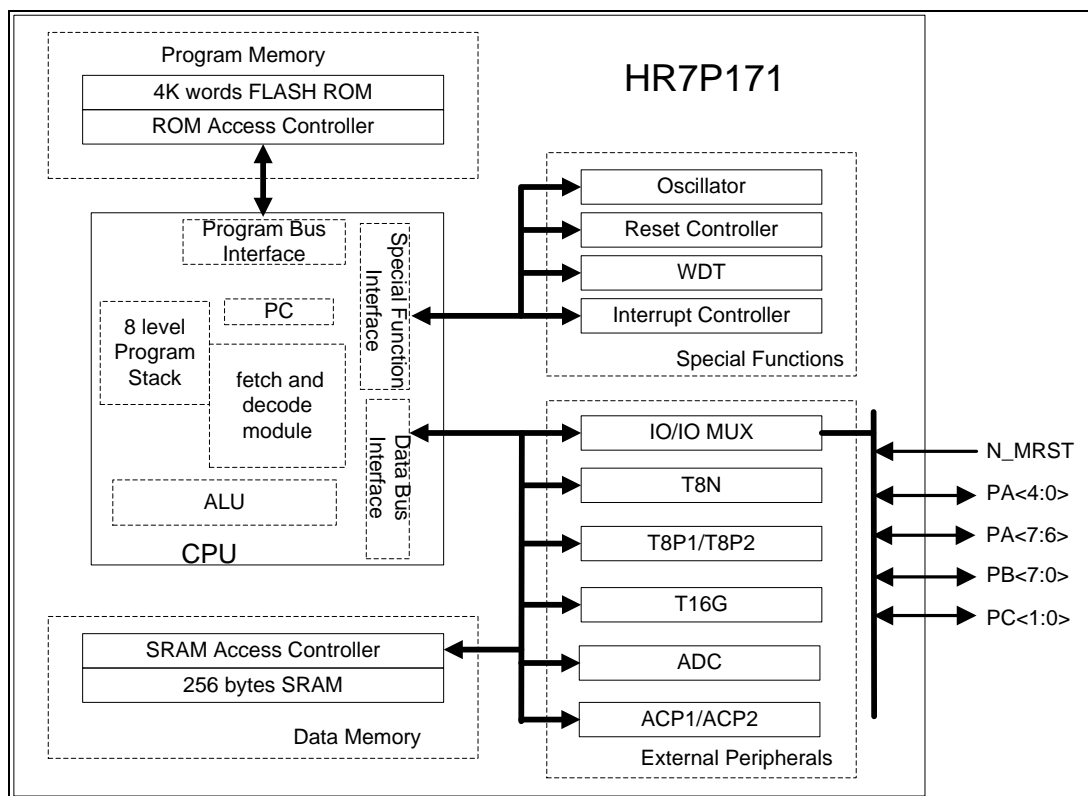 HR7P171
Program Memory
4K words FLASH ROM
ROM Access Controller
Program Bus
Interface
Special Function
Interface
PC
8 level
Program
Stack
fetch and
decode
module
Data Bus
Interface
ALU
CPU
SRAM Access Controller
256 bytes SRAM
Data Memory
Oscillator
Reset Controller
WDT
Interrupt Controller
Special Functions
IO/IO MUX
T8N
T8P1/T8P2
T16G
ADC
ACP1/ACP2
External Peripherals
N_MRST
PA<4:0>
PA<7:6>
PB<7:0>
PC<1:0>